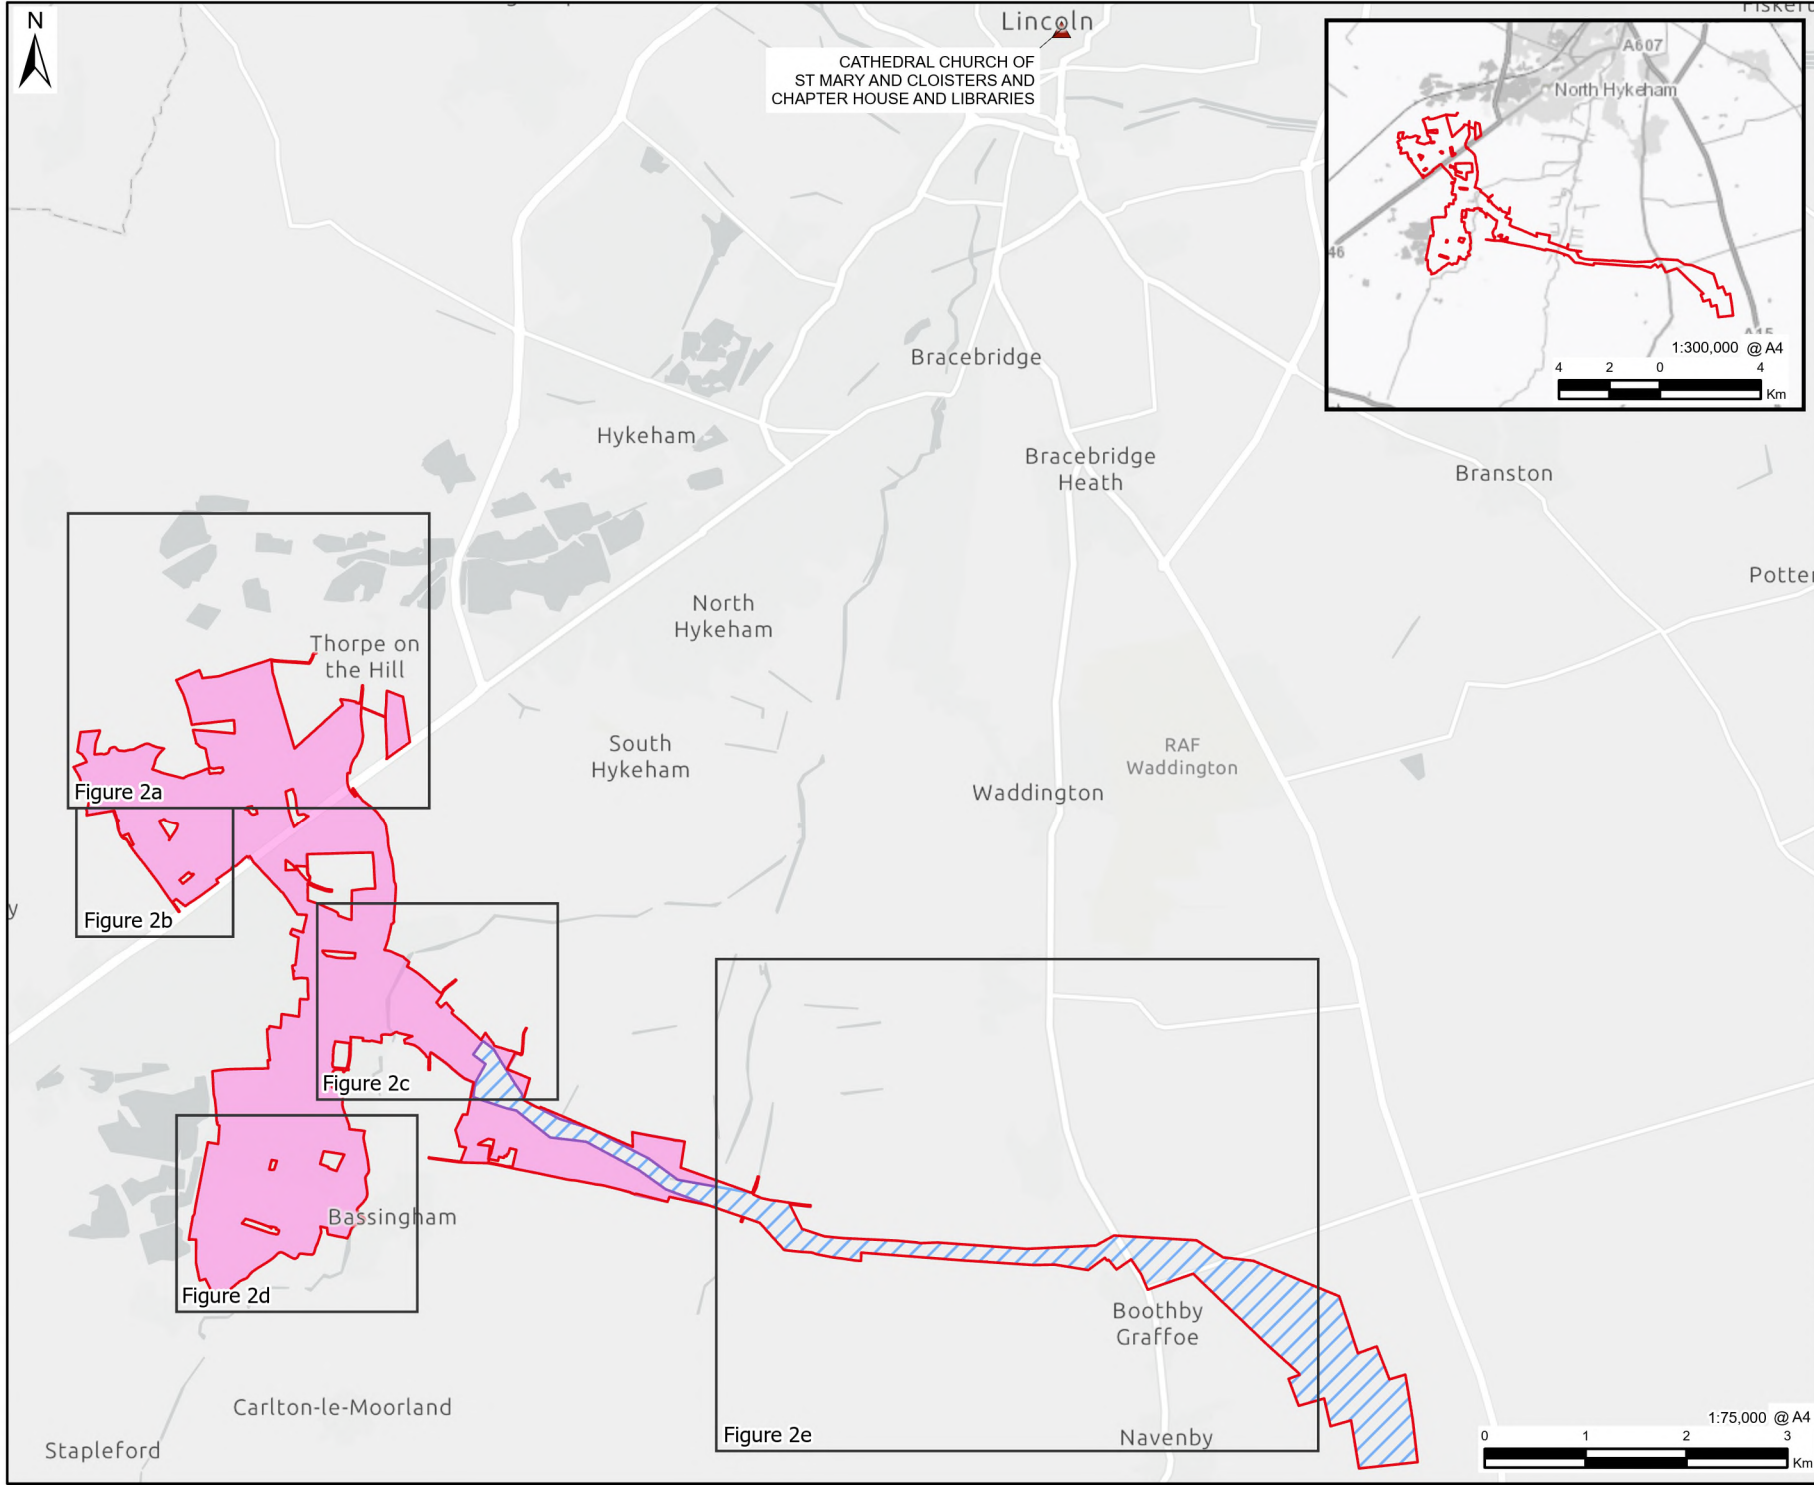 N
Lincoln
CATHEDRAL CHURCH OF
ST MARY AND CLOISTERS AND
CHAPTER HOUSE AND LIBRARIES
A607
North Hykeham
46
A15
1:300,000 @ A4
4 2 0 4
Km
Bracebridge
Hykeham
Bracebridge
Heath
Branston
Potter
North
Hykeham
Thorpe on
the Hill
South
Hykeham
RAF
Waddington
Waddington
Figure 2a
Figure 2b
y
Figure 2c
Bassingham
Figure 2d
Boothby
Graffoe
Carlton-le-Moorland
Stapleford
Figure 2e
Navenby
1:75,000 @ A4
0 1 2 3
Km